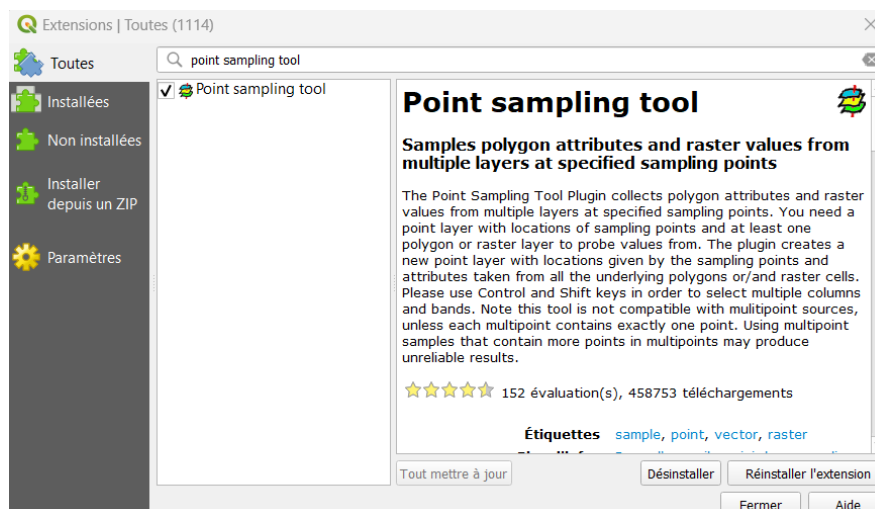 Extensions | Toutes (1114)
Toutes
Installées
Non installées
Installer
depuis un ZIP
Paramètres
point sampling tool
Point sampling tool
Point sampling tool
Samples polygon attributes and raster values from
multiple layers at specified sampling points
The Point Sampling Tool Plugin collects polygon attributes and raster
values from multiple layers at specified sampling points. You need a
point layer with locations of sampling points and at least one
polygon or raster layer to probe values from. The plugin creates a
new point layer with locations given by the sampling points and
attributes taken from all the underlying polygons or/and raster cells.
Please use Control and Shift keys in order to select multiple columns
and bands. Note this tool is not compatible with mulitipoint sources,
unless each multipoint contains exactly one point. Using multipoint
samples that contain more points in multipoints may produce
unreliable results.
152 évaluation(s), 458753 téléchargements
Étiquettes sample, point, vector, raster
Tout mettre à jour
Désinstaller
Réinstaller l'extension
Fermer
Aide